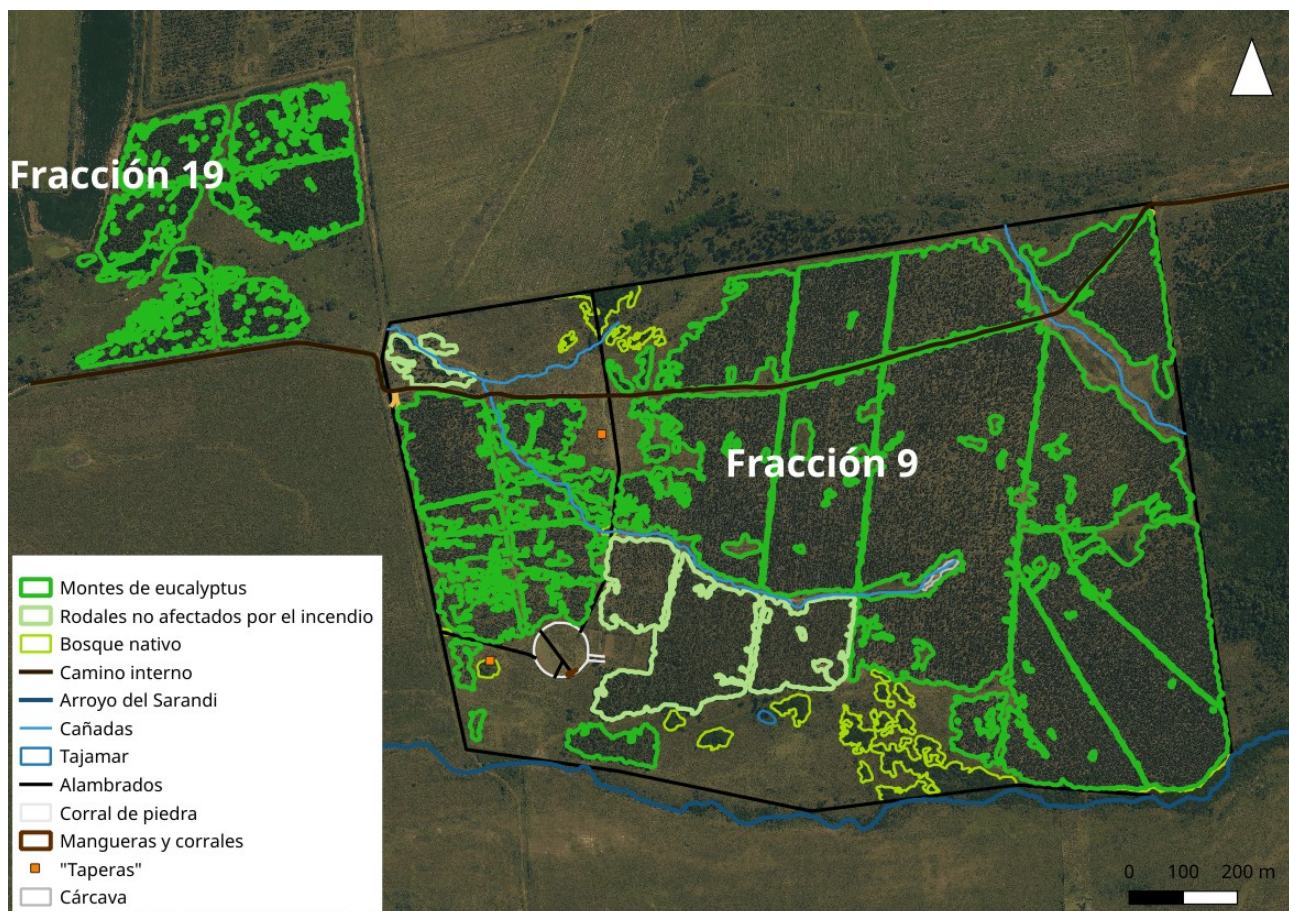 Fracción 19
Fracción 9
Montes de eucalyptus
Rodales no afectados por el incendio
Bosque nativo
Camino interno
Arroyo del Sarandi
Cañadas
Tajamar
Alambrados
Corral de piedra
Mangueras y corrales
"Taperas"
Cárcava
0 100 200 m